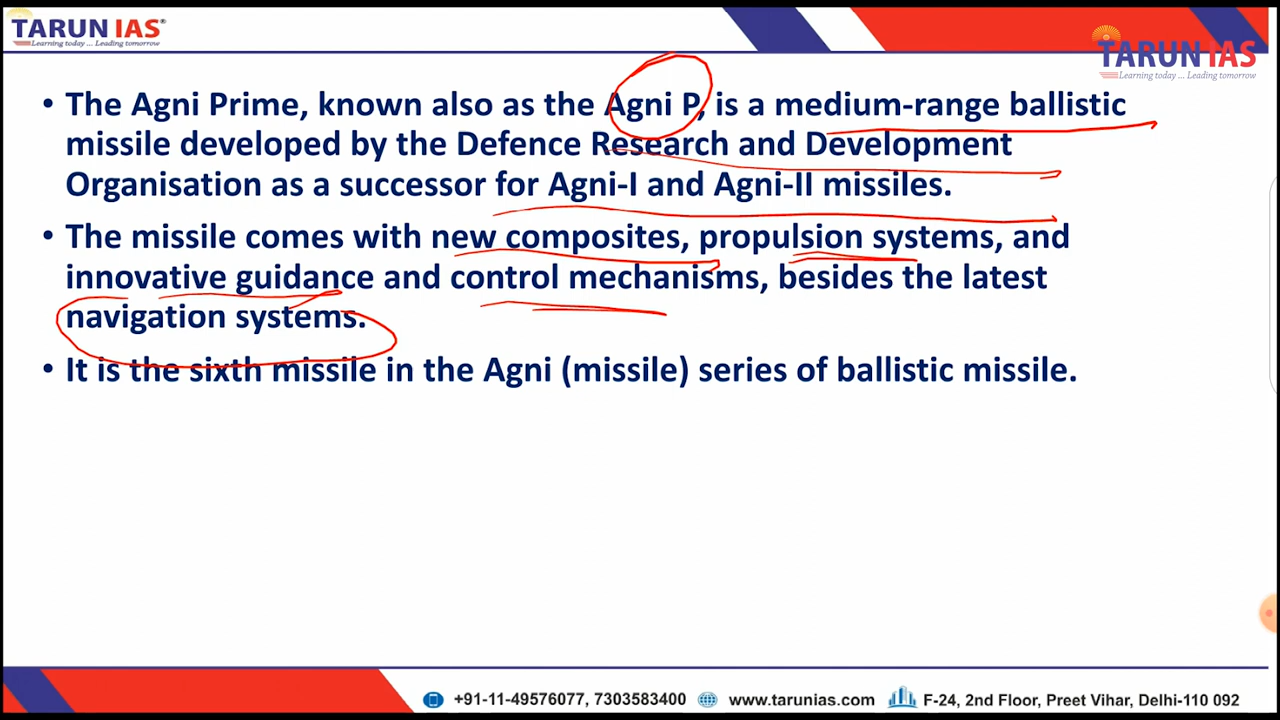 TARUN IAS®
Learning today ... Leading tomorrow
TARUN IAS
Learning today ... Leading tomorrow
• The Agni Prime, known also as the Agni P, is a medium-range ballistic
missile developed by the Defence Research and Development
Organisation as a successor for Agni-I and Agni-II missiles.
• The missile comes with new composites, propulsion systems, and
innovative guidance and control mechanisms, besides the latest
navigation systems.
• It is the sixth missile in the Agni (missile) series of ballistic missile.
+91-11-49576077, 7303583400 www.tarunias.com F-24, 2nd Floor, Preet Vihar, Delhi-110 092